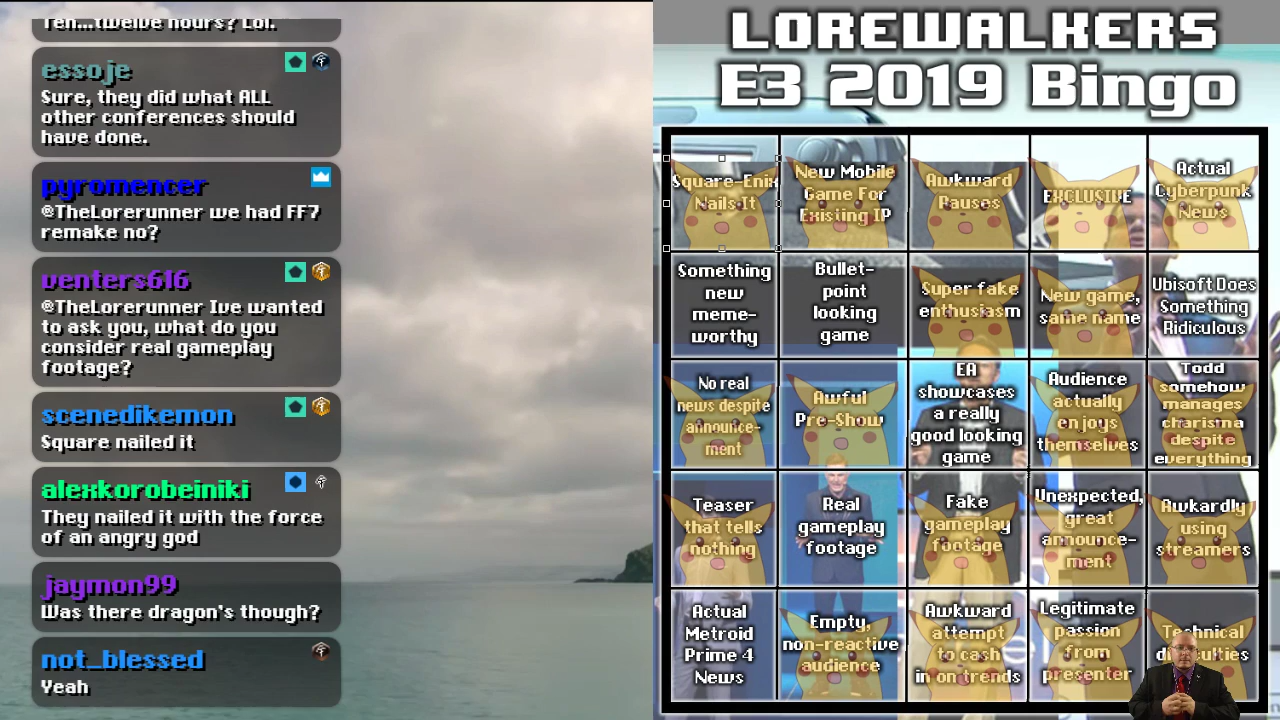 Ten...twelve hours? Lol.
essoje
Sure, they did what ALL
other conferences should
have done.
pyromencer
@TheLorerunner we had FF7
remake no?
venters616
@TheLorerunner Ive wanted
to ask you, what do you
consider real gameplay
footage?
scenedikemon
Square nailed it
alexkorobeiniki
They nailed it with the force
of an angry god
jaymon99
Was there dragon's though?
not_blessed
Yeah
LOREWALKERS
E3 2019 Bingo
Square-Enix
Nails It
New Mobile
Game For
Existing IP
Awkward
Pauses
EXCLUSIVE
Actual
Cyberpunk
News
Something
new
meme-
worthy
Bullet-
point
looking
game
Super fake
enthusiasm
New game,
same name
Ubisoft Does
Something
Ridiculous
No real
news despite
announce-
ment
Awful
Pre-Show
EA
showcases
a really
good looking
game
Audience
actually
enjoys
themselves
Todd
somehow
manages
charisma
despite
everything
Teaser
that tells
nothing
Real
gameplay
footage
Fake
gameplay
footage
Unexpected,
great
announce-
ment
Awkardly
using
streamers
Actual
Metroid
Prime 4
News
Empty,
non-reactive
audience
Awkward
attempt
to cash
in on trends
Legitimate
passion
from
presenter
Technical
difficulties